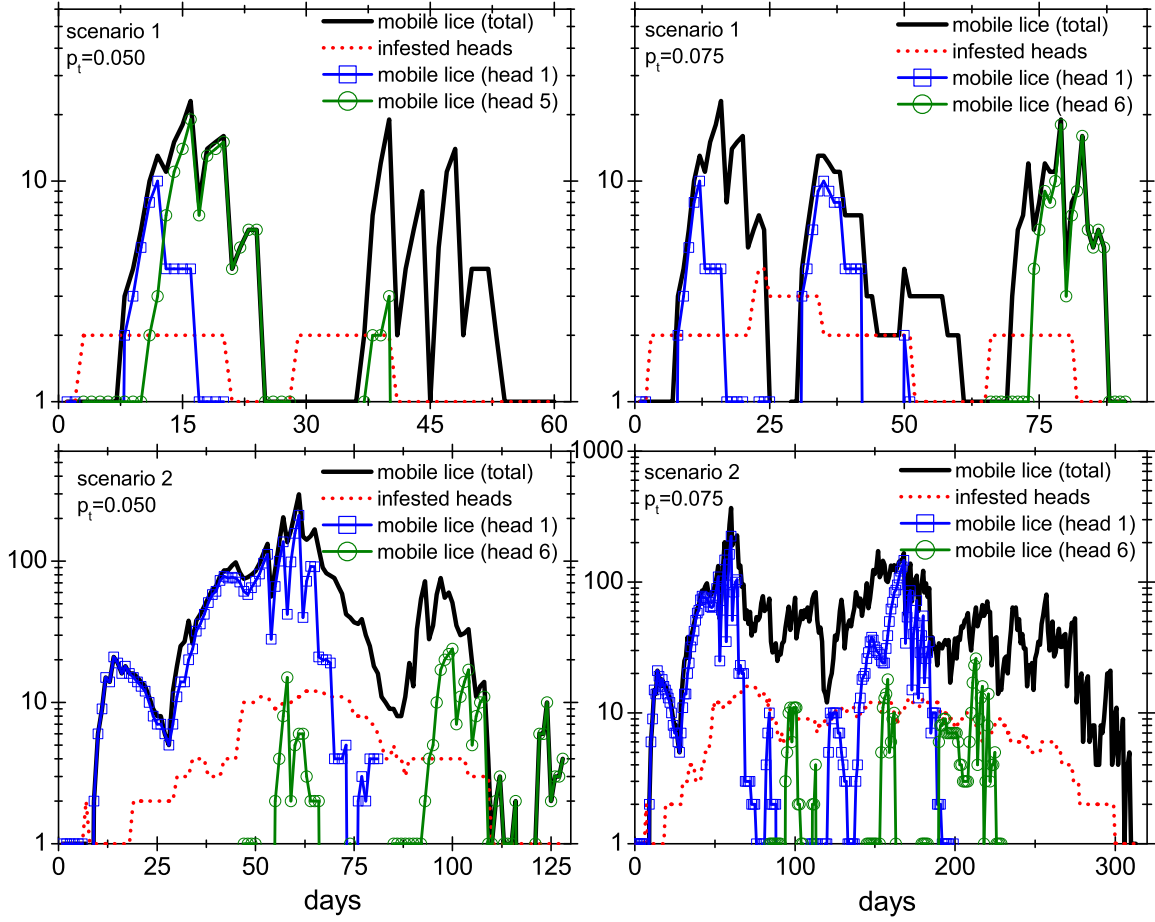 scenario 1
p_t=0.050
mobile lice (total)
infested heads
mobile lice (head 1)
mobile lice (head 5)
10
1
0 15 30 45 60
scenario 1
p_t=0.075
mobile lice (total)
infested heads
mobile lice (head 1)
mobile lice (head 6)
10
1
0 25 50 75
scenario 2
p_t=0.050
mobile lice (total)
infested heads
mobile lice (head 1)
mobile lice (head 6)
100
10
1
0 25 50 75 100 125
days
scenario 2
p_t=0.075
mobile lice (total)
infested heads
mobile lice (head 1)
mobile lice (head 6)
1000
100
10
1
0 100 200 300
days